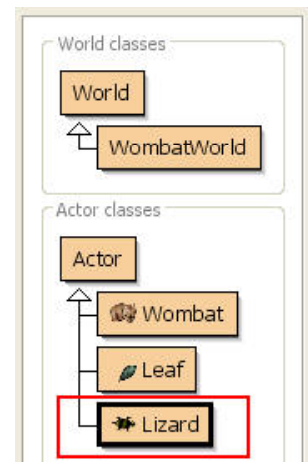 World classes
World
WombatWorld
Actor classes
Actor
Wombat
Leaf
Lizard